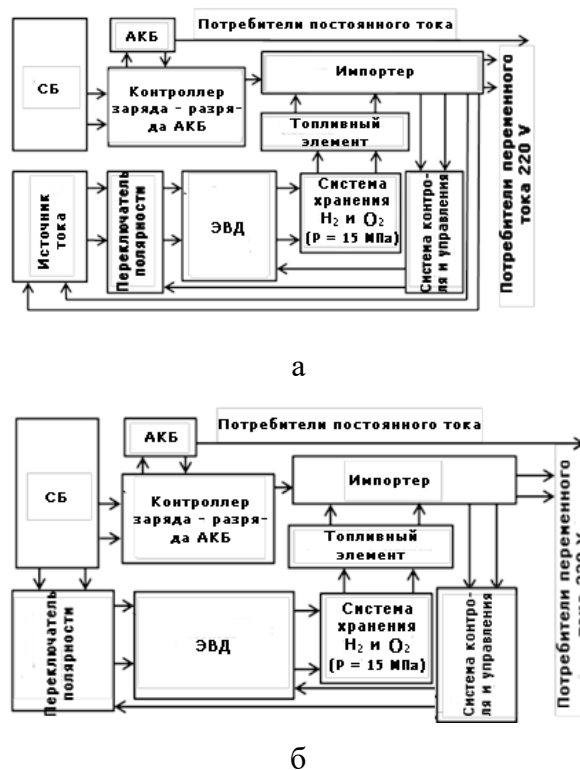 АКБ
Потребители постоянного тока
СБ
Контроллер
заряда - разря-
да АКБ
Импортер
Топливный
элемент
Источник
тока
Переключатель
полярности
ЭВД
Система
хранения
H₂ и O₂
(P = 15 МПа)
Система контро-
ля и управления
Потребители переменного
тока 220 V
а
АКБ
Потребители постоянного тока
СБ
Контроллер
заряда - разря-
да АКБ
Импортер
Топливный
элемент
Переключатель
полярности
ЭВД
Система
хранения
H₂ и O₂
(P = 15 МПа)
Система контро-
ля и управления
Потребители переменного
тока 220 V
б